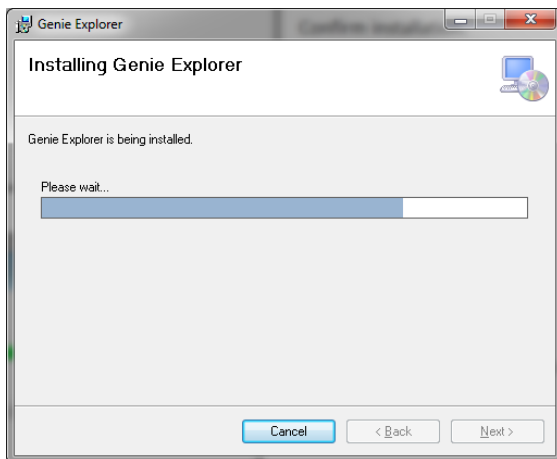 Genie Explorer
Installing Genie Explorer
Genie Explorer is being installed.
Please wait...
Cancel
< Back
Next >